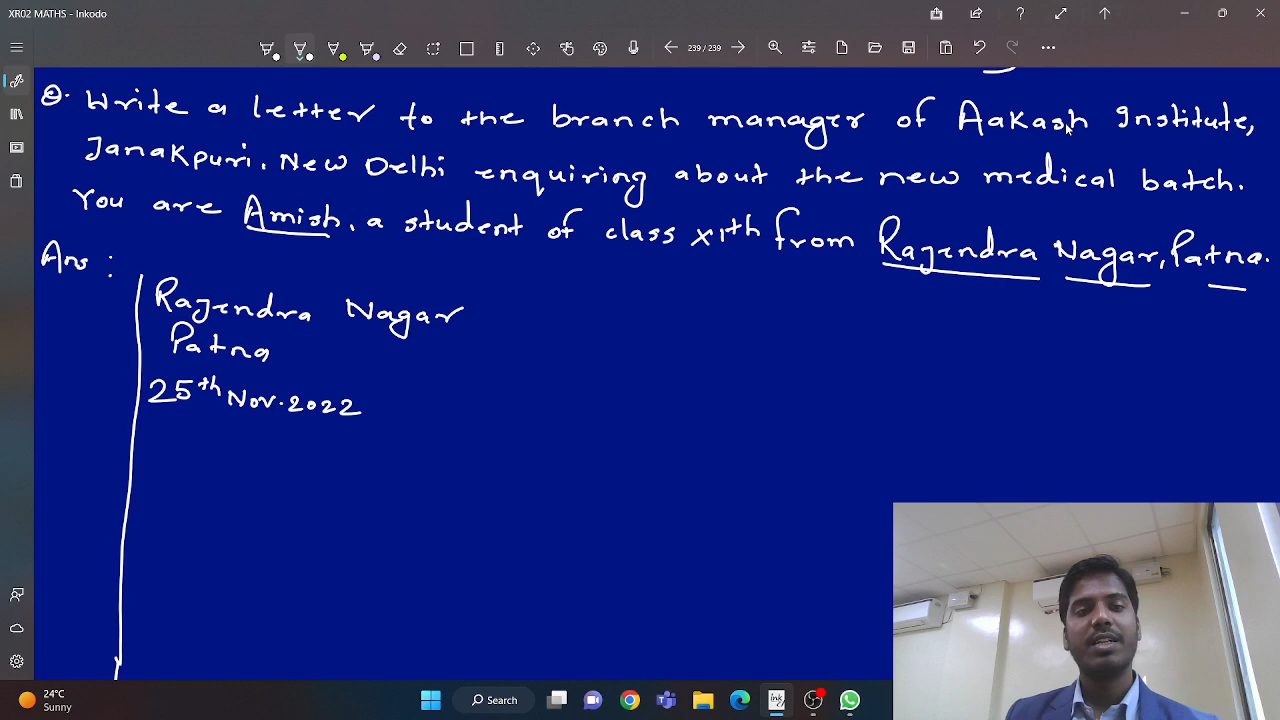 XR02 MATHS - Inkodo
239 / 239
Q. Write a letter to the branch manager of Aakash Institute,
Janakpuri. New Delhi enquiring about the new medical batch.
You are Amish, a student of class XIth from Rajendra Nagar, Patna.
Ans :
Rajendra Nagar
Patna
25th Nov. 2022
24°C
Sunny
Search
ink